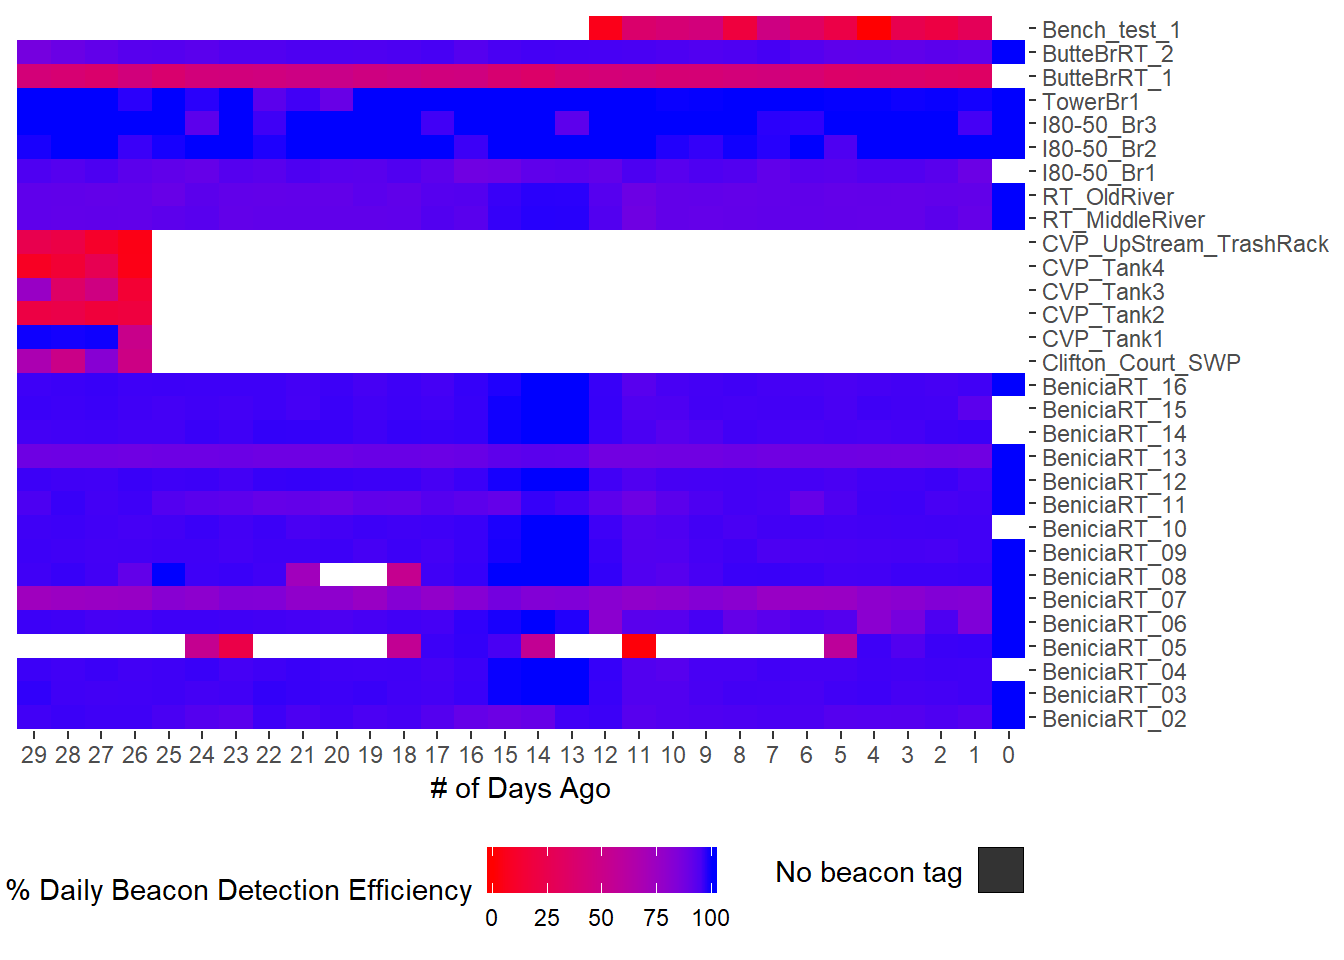 Bench_test_1
ButteBrRT_2
ButteBrRT_1
TowerBr1
I80-50_Br3
I80-50_Br2
I80-50_Br1
RT_OldRiver
RT_MiddleRiver
CVP_UpStream_TrashRack
CVP_Tank4
CVP_Tank3
CVP_Tank2
CVP_Tank1
Clifton_Court_SWP
BeniciaRT_16
BeniciaRT_15
BeniciaRT_14
BeniciaRT_13
BeniciaRT_12
BeniciaRT_11
BeniciaRT_10
BeniciaRT_09
BeniciaRT_08
BeniciaRT_07
BeniciaRT_06
BeniciaRT_05
BeniciaRT_04
BeniciaRT_03
BeniciaRT_02
29 28 27 26 25 24 23 22 21 20 19 18 17 16 15 14 13 12 11 10 9 8 7 6 5 4 3 2 1 0
# of Days Ago
% Daily Beacon Detection Efficiency
0 25 50 75 100
No beacon tag